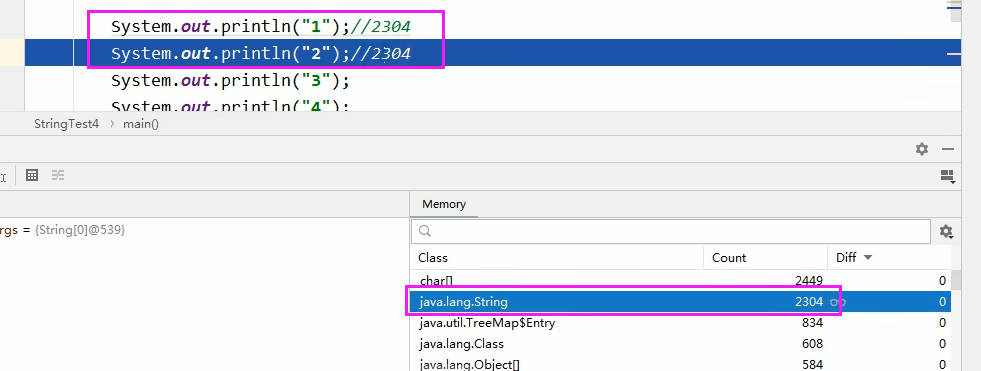 System.out.println("1");//2304
System.out.println("2");//2304
System.out.println("3");
System.out.println("4");
StringTest4 > main()
Memory
rgs = {String[0]@539}
Class Count Diff
char[] 2449 0
java.lang.String 2304 0
java.util.TreeMap$Entry 834 0
java.lang.Class 608 0
java.lang.Object[] 584 0